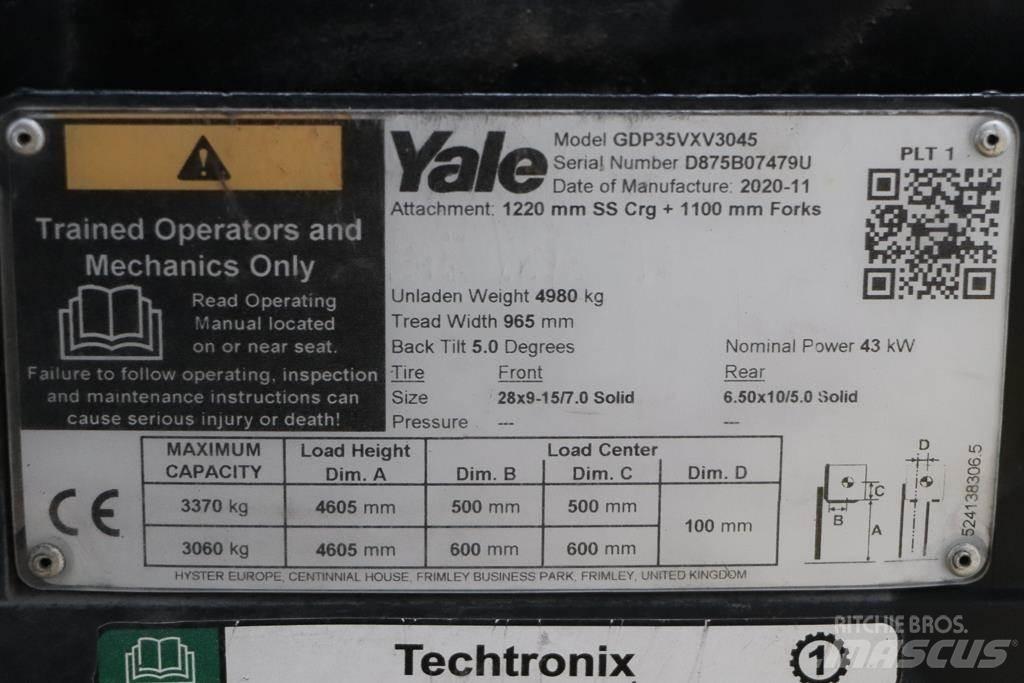 Trained Operators and
Mechanics Only
Read Operating
Manual located
on or near seat.
Failure to follow operating, inspection
and maintenance instructions can
cause serious injury or death!
Yale
Model GDP35VXV3045
Serial Number D875B07479U
Date of Manufacture: 2020-11
Attachment: 1220 mm SS Crg + 1100 mm Forks
PLT 1
Unladen Weight 4980 kg
Tread Width 965 mm
Back Tilt 5.0 Degrees Nominal Power 43 kW
Tire Front Rear
Size 28x9-15/7.0 Solid 6.50x10/5.0 Solid
Pressure --- ---
MAXIMUM CAPACITY Load Height Load Center
Dim. A Dim. B Dim. C Dim. D
3370 kg 4605 mm 500 mm 500 mm 100 mm
3060 kg 4605 mm 600 mm 600 mm
D
C
B
A
524138306.5
CE
HYSTER EUROPE, CENTINNIAL HOUSE, FRIMLEY BUSINESS PARK, FRIMLEY, UNITED KINGDOM
Techtronix
1
RITCHIE BROS.
MASCUS